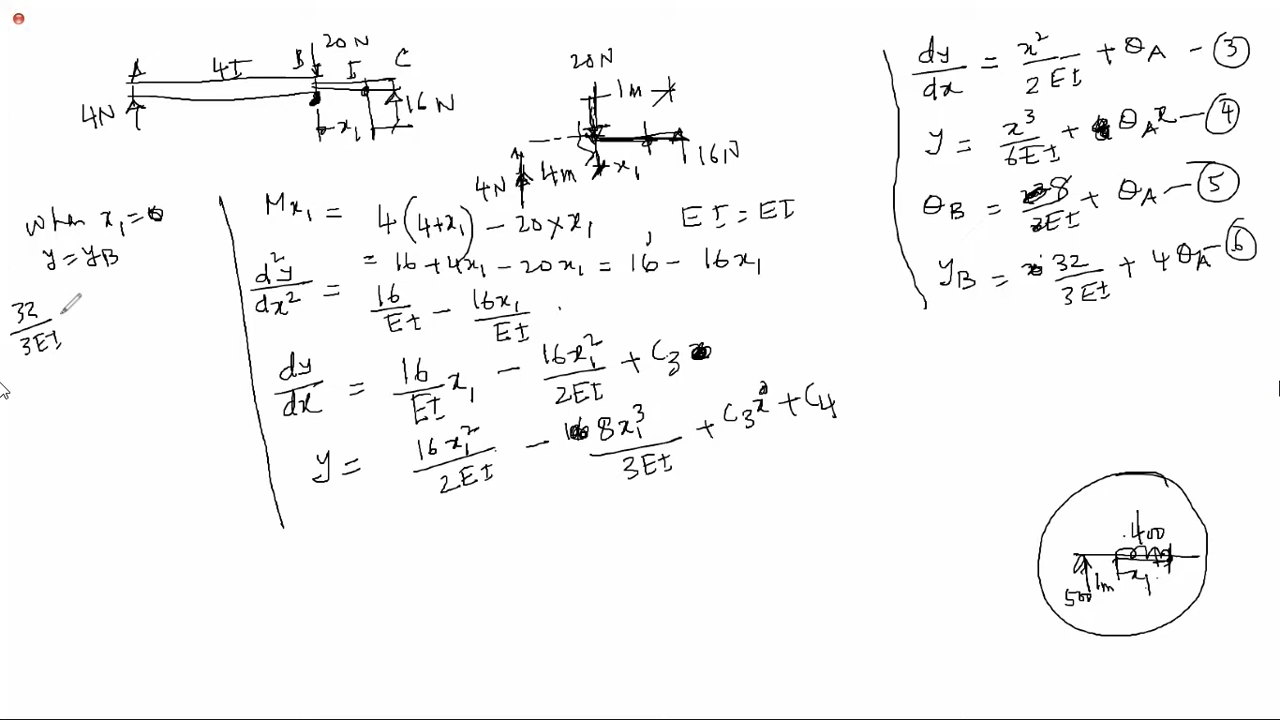 A 4I B 20N I C
4N x₁ 16N
20N
1m
4N 4m x₁ 16N
when x₁ = 0
y = yB
32/3EI
Mx₁ = 4(4+x₁) - 20×x₁ , EI = EI
= 16+4x₁ - 20x₁ = 16 - 16x₁
d²y/dx² = 16/EI - 16x₁/EI .
dy/dx = 16/EI x₁ - 16x₁²/2EI + C₃
y = 16x₁²/2EI - 8x₁³/3EI + C₃x + C₄
dy/dx = x²/2EI + θA - ③
y = x³/6EI + θAx - ④
θB = 8/EI + θA - ⑤
yB = 32/3EI + 4θA - ⑥
400
500 1m x₁